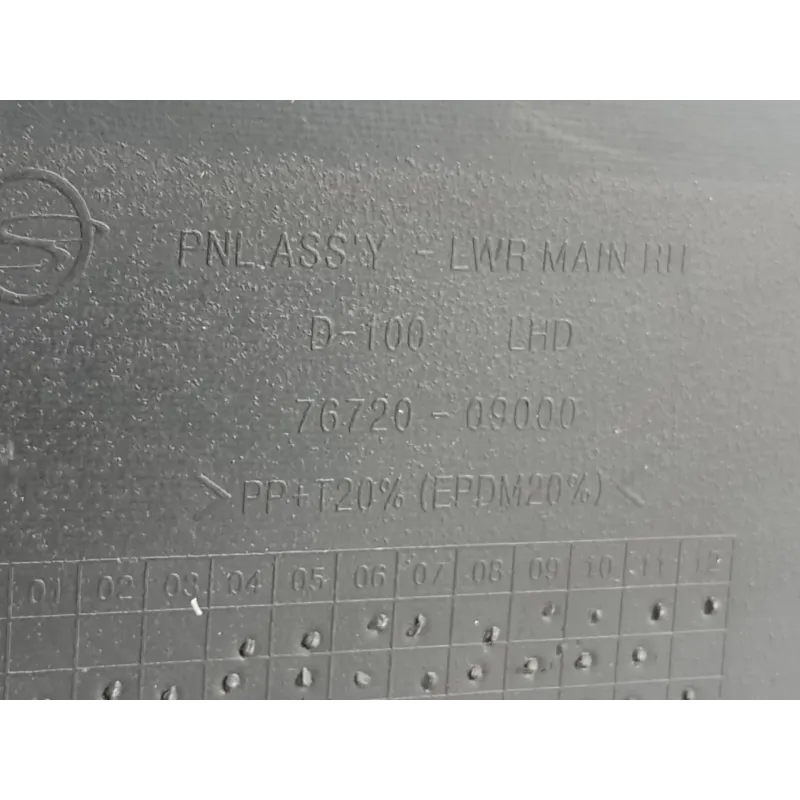 PNL ASS'Y - LWR MAIN RH
D-100 LHD
76720-09000
PP+T20% (EPDM20%)
01 02 03 04 05 06 07 08 09 10 11 12